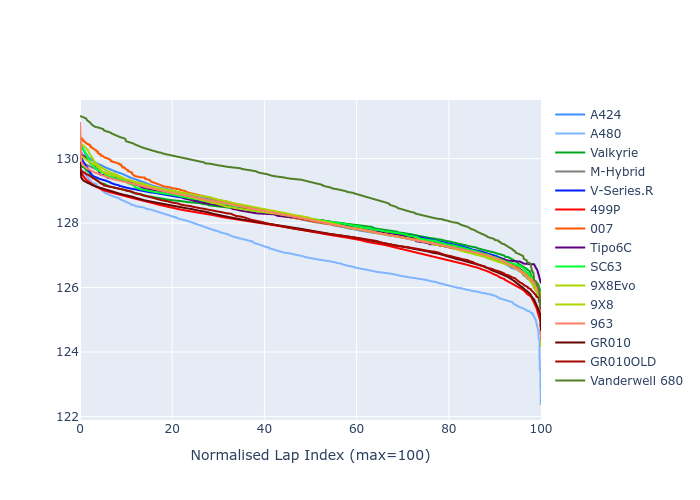 130
128
126
124
122
0
20
40
60
80
100
Normalised Lap Index (max=100)
A424
A480
Valkyrie
M-Hybrid
V-Series.R
499P
007
Tipo6C
SC63
9X8Evo
9X8
963
GR010
GR010OLD
Vanderwell 680